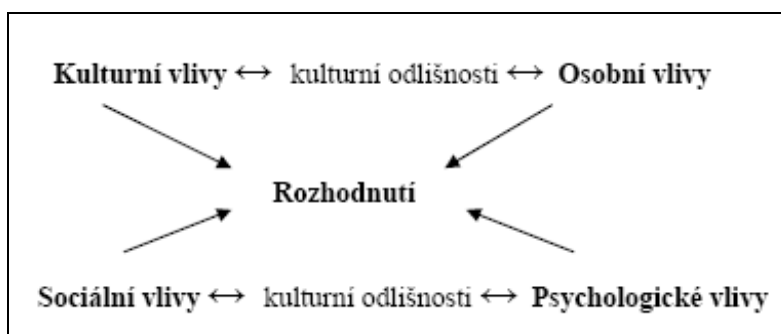 Kulturní vlivy ↔ kulturní odlišnosti ↔ Osobní vlivy
Rozhodnutí
Sociální vlivy ↔ kulturní odlišnosti ↔ Psychologické vlivy